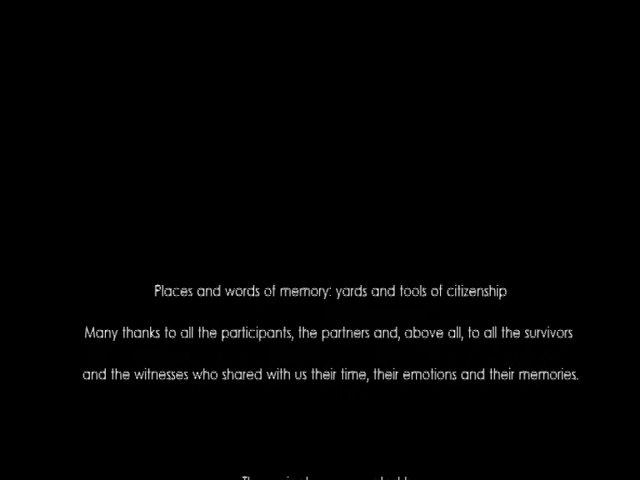 Places and words of memory: yards and tools of citizenship
Many thanks to all the participants, the partners and, above all, to all the survivors
and the witnesses who shared with us their time, their emotions and their memories.